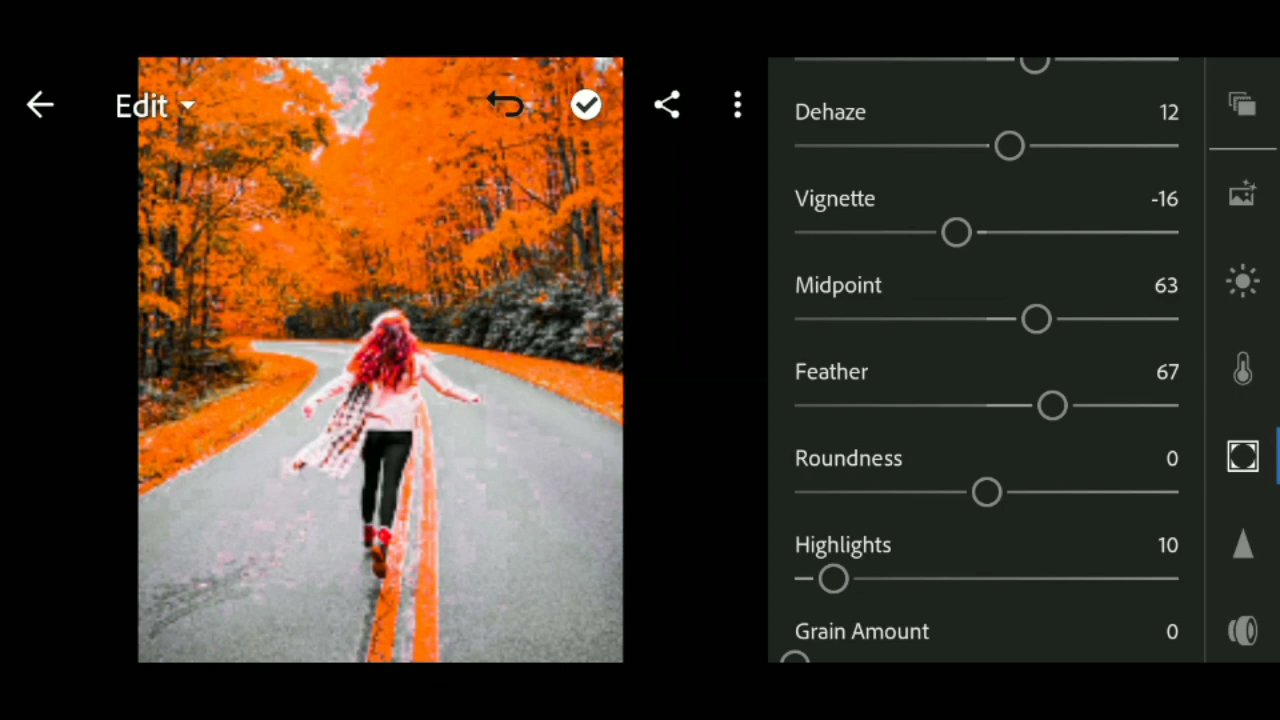 Edit
Dehaze 12
Vignette -16
Midpoint 63
Feather 67
Roundness 0
Highlights 10
Grain Amount 0